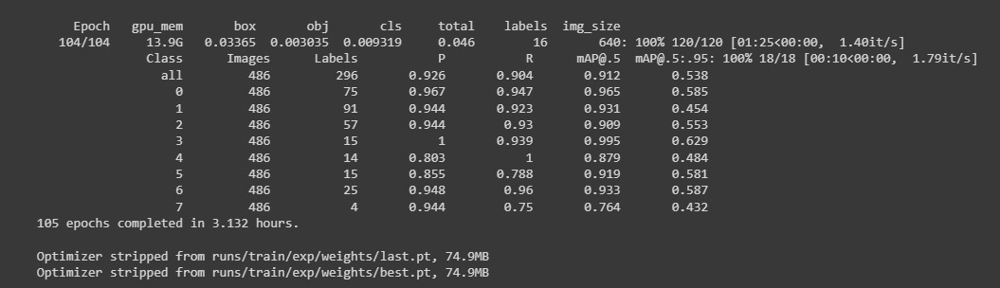 Epoch gpu_mem box obj cls total labels img_size
104/104 13.9G 0.03365 0.003035 0.009319 0.046 16 640: 100% 120/120 [01:25<00:00, 1.40it/s]
Class Images Labels P R mAP@.5 mAP@.5:.95: 100% 18/18 [00:10<00:00, 1.79it/s]
all 486 296 0.926 0.904 0.912 0.538
0 486 75 0.967 0.947 0.965 0.585
1 486 91 0.944 0.923 0.931 0.454
2 486 57 0.944 0.93 0.909 0.553
3 486 15 1 0.939 0.995 0.629
4 486 14 0.803 1 0.879 0.484
5 486 15 0.855 0.788 0.919 0.581
6 486 25 0.948 0.96 0.933 0.587
7 486 4 0.944 0.75 0.764 0.432
105 epochs completed in 3.132 hours.
Optimizer stripped from runs/train/exp/weights/last.pt, 74.9MB
Optimizer stripped from runs/train/exp/weights/best.pt, 74.9MB